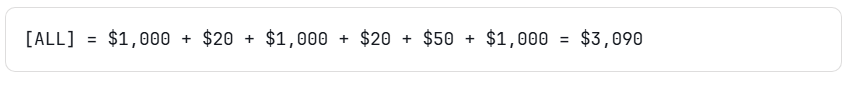 [ALL] = $1,000 + $20 + $1,000 + $20 + $50 + $1,000 = $3,090